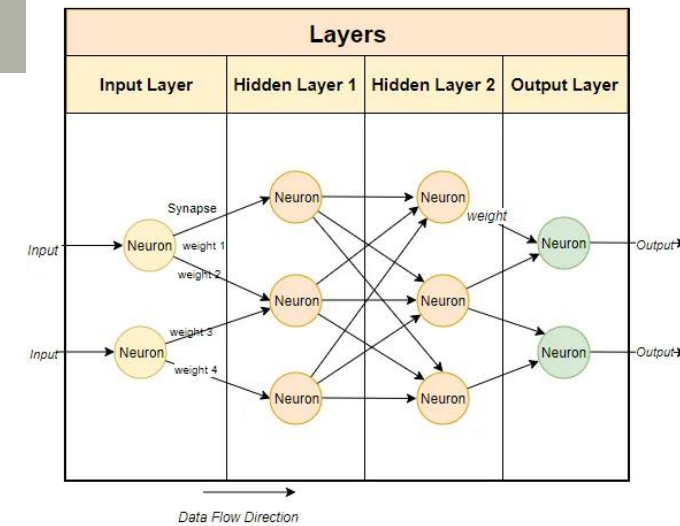 Layers
Input Layer
Hidden Layer 1
Hidden Layer 2
Output Layer
Synapse
Neuron
Neuron
weight
Input
Neuron
weight 1
Neuron
Output
weight 2
Neuron
Neuron
weight 3
Input
Neuron
Neuron
Output
weight 4
Neuron
Neuron
Data Flow Direction